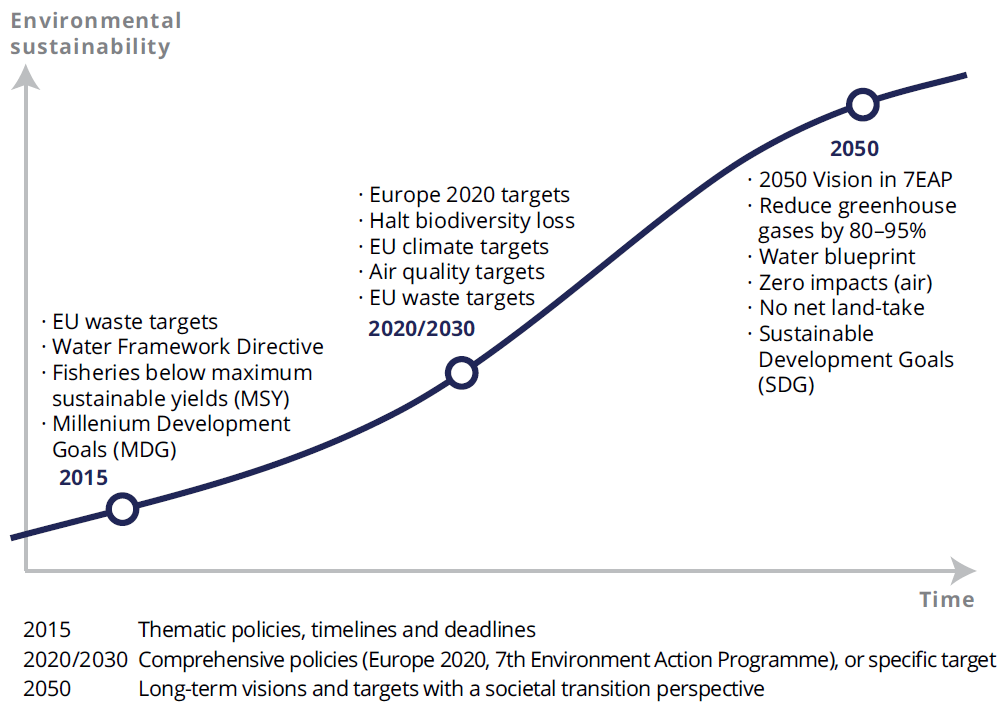 Environmental
sustainability
2050
· 2050 Vision in 7EAP
· Reduce greenhouse
gases by 80–95%
· Water blueprint
· Zero impacts (air)
· No net land-take
· Sustainable
Development Goals
(SDG)
· Europe 2020 targets
· Halt biodiversity loss
· EU climate targets
· Air quality targets
· EU waste targets
2020/2030
· EU waste targets
· Water Framework Directive
· Fisheries below maximum
sustainable yields (MSY)
· Millenium Development
Goals (MDG)
2015
Time
2015 Thematic policies, timelines and deadlines
2020/2030 Comprehensive policies (Europe 2020, 7th Environment Action Programme), or specific target
2050 Long-term visions and targets with a societal transition perspective